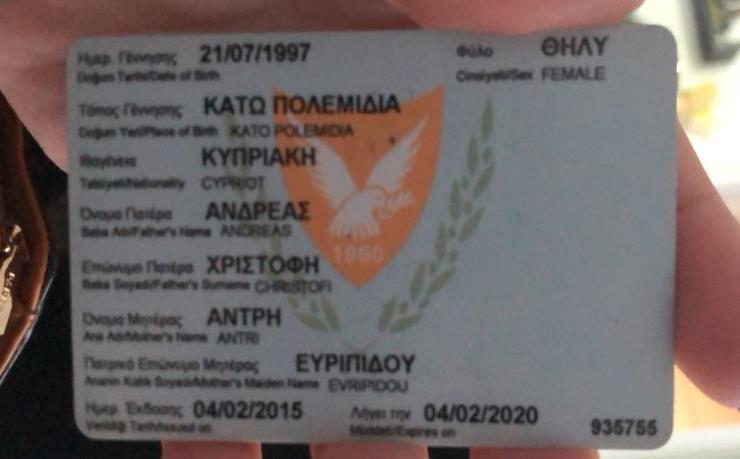 Ημερ. Γέννησης 21/07/1997 Φύλο ΘΗΛΥ
Doğum Tarihi/Date of Birth Cinsiyeti/Sex FEMALE
Τόπος Γέννησης ΚΑΤΩ ΠΟΛΕΜΙΔΙΑ
Doğum Yeri/Place of Birth KATO POLEMIDIA
Ιθαγένεια ΚΥΠΡΙΑΚΗ
Tabiiyeti/Nationality CYPRIOT
Όνομα Πατέρα ΑΝΔΡΕΑΣ
Baba Adı/Father's Name ANDREAS
1960
Επώνυμο Πατέρα ΧΡΙΣΤΟΦΗ
Baba Soyadı/Father's Surname CHRISTOFI
Όνομα Μητέρας ΑΝΤΡΗ
Ana Adı/Mother's Name ANTRI
Πατρικό Επώνυμο Μητέρας ΕΥΡΙΠΙΔΟΥ
Ananın Kızlık Soyadı/Mother's Maiden Name EVRIPIDOU
Ημερ. Έκδοσης 04/02/2015 Λήγει την 04/02/2020
Verildiği Tarih/Issued on Müddeti/Expires on 935755